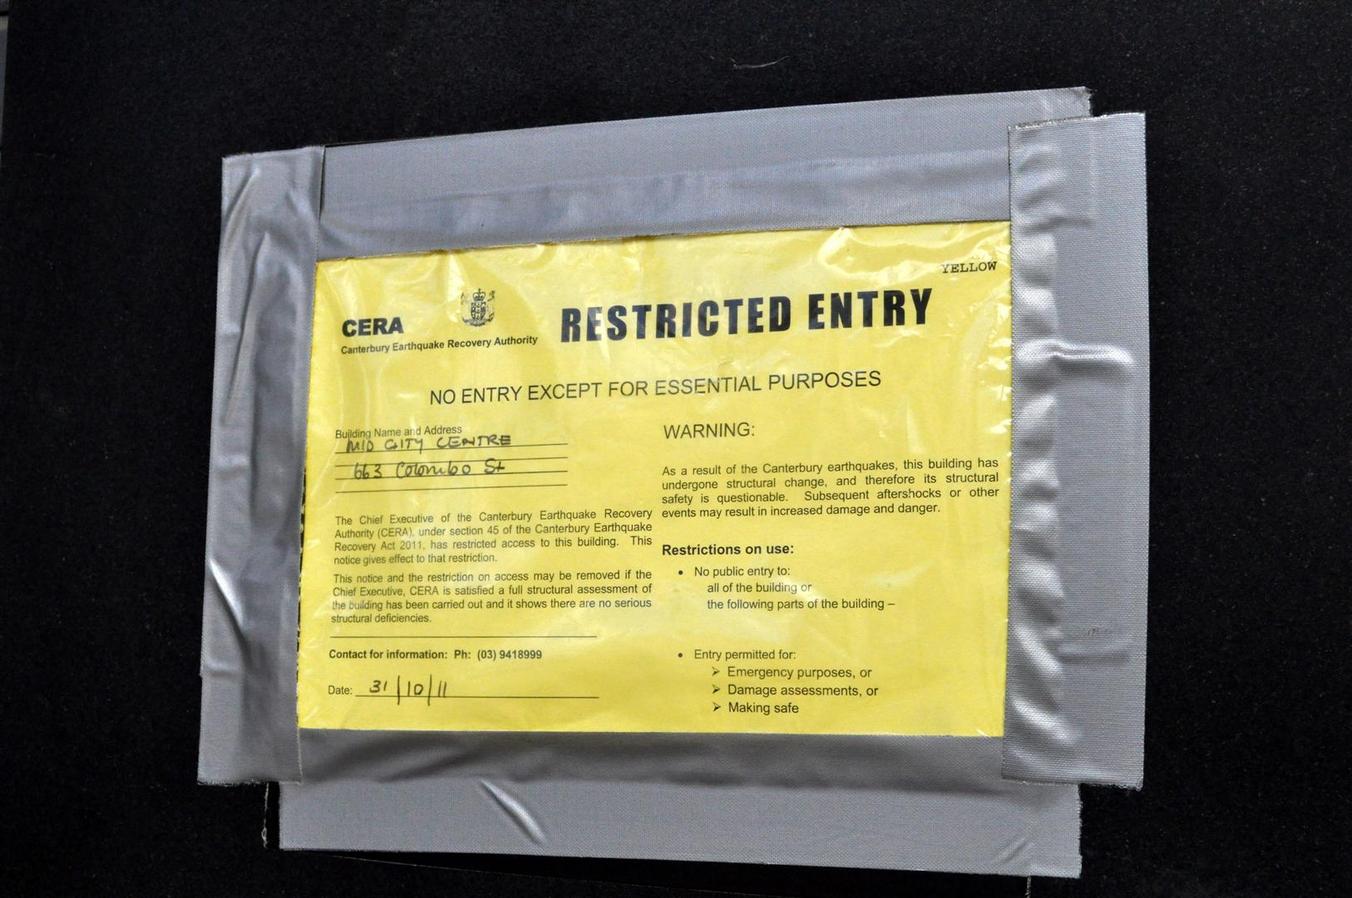 YELLOW
CERA
Canterbury Earthquake Recovery Authority
RESTRICTED ENTRY
NO ENTRY EXCEPT FOR ESSENTIAL PURPOSES
Building Name and Address
MID CITY CENTRE
663 Colombo St
The Chief Executive of the Canterbury Earthquake Recovery
Authority (CERA), under section 45 of the Canterbury Earthquake
Recovery Act 2011, has restricted access to this building. This
notice gives effect to that restriction.
This notice and the restriction on access may be removed if the
Chief Executive, CERA is satisfied a full structural assessment of
the building has been carried out and it shows there are no serious
structural deficiencies.
Contact for information: Ph: (03) 9418999
Date: 31/10/11
WARNING:
As a result of the Canterbury earthquakes, this building has
undergone structural change, and therefore its structural
safety is questionable. Subsequent aftershocks or other
events may result in increased damage and danger.
Restrictions on use:
• No public entry to:
all of the building or
the following parts of the building –
• Entry permitted for:
➢ Emergency purposes, or
➢ Damage assessments, or
➢ Making safe